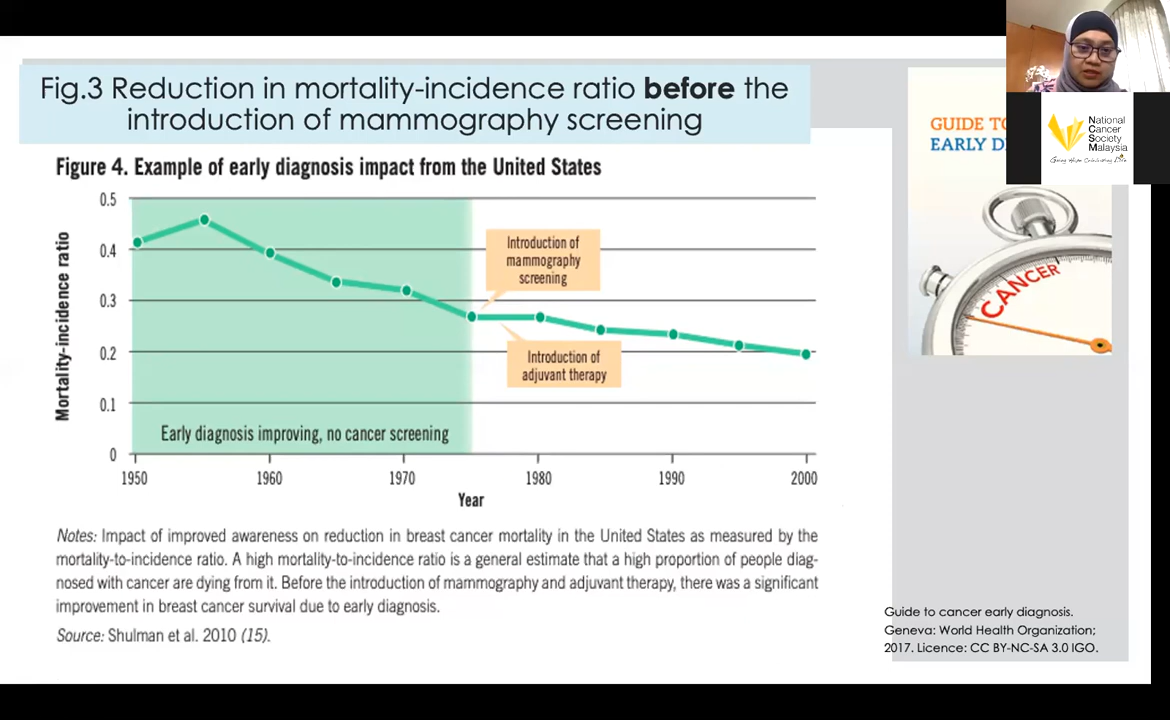 Fig.3 Reduction in mortality-incidence ratio before the
introduction of mammography screening
Figure 4. Example of early diagnosis impact from the United States
Mortality-incidence ratio
0.5
0.4
0.3
0.2
0.1
0
Introduction of
mammography
screening
Introduction of
adjuvant therapy
Early diagnosis improving, no cancer screening
1950
1960
1970
1980
1990
2000
Year
Notes: Impact of improved awareness on reduction in breast cancer mortality in the United States as measured by the
mortality-to-incidence ratio. A high mortality-to-incidence ratio is a general estimate that a high proportion of people diag-
nosed with cancer are dying from it. Before the introduction of mammography and adjuvant therapy, there was a significant
improvement in breast cancer survival due to early diagnosis.
Source: Shulman et al. 2010 (15).
GUIDE TO
EARLY D
CANCER
National
Cancer
Society
Malaysia
Guide to cancer early diagnosis.
Geneva: World Health Organization;
2017. Licence: CC BY-NC-SA 3.0 IGO.